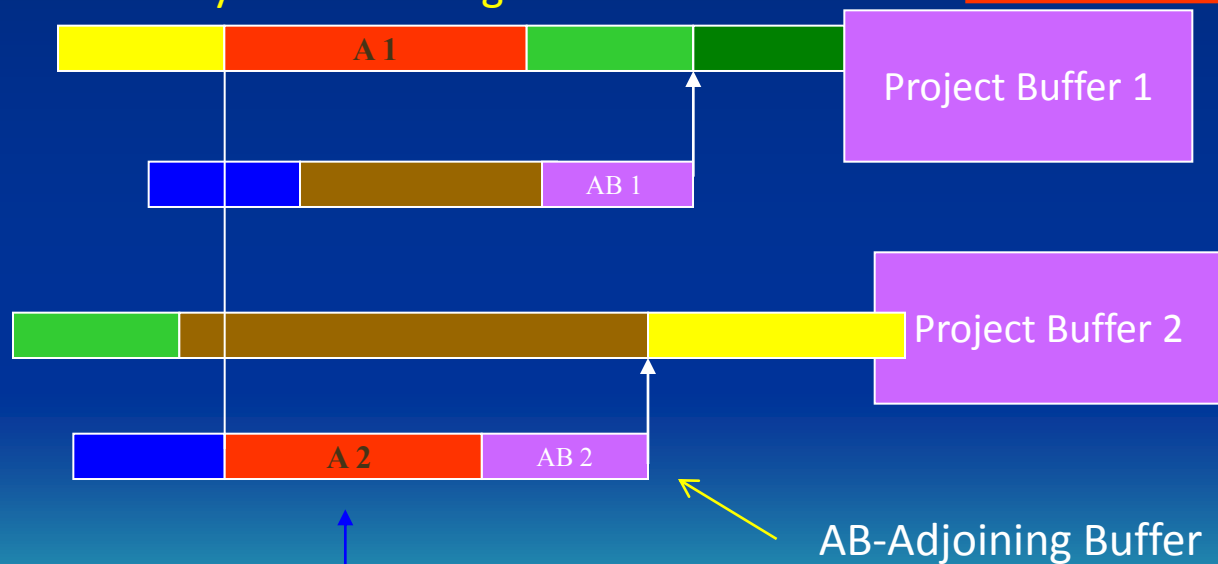 A 1
Project Buffer 1
AB 1
Project Buffer 2
A 2
AB 2
AB-Adjoining Buffer